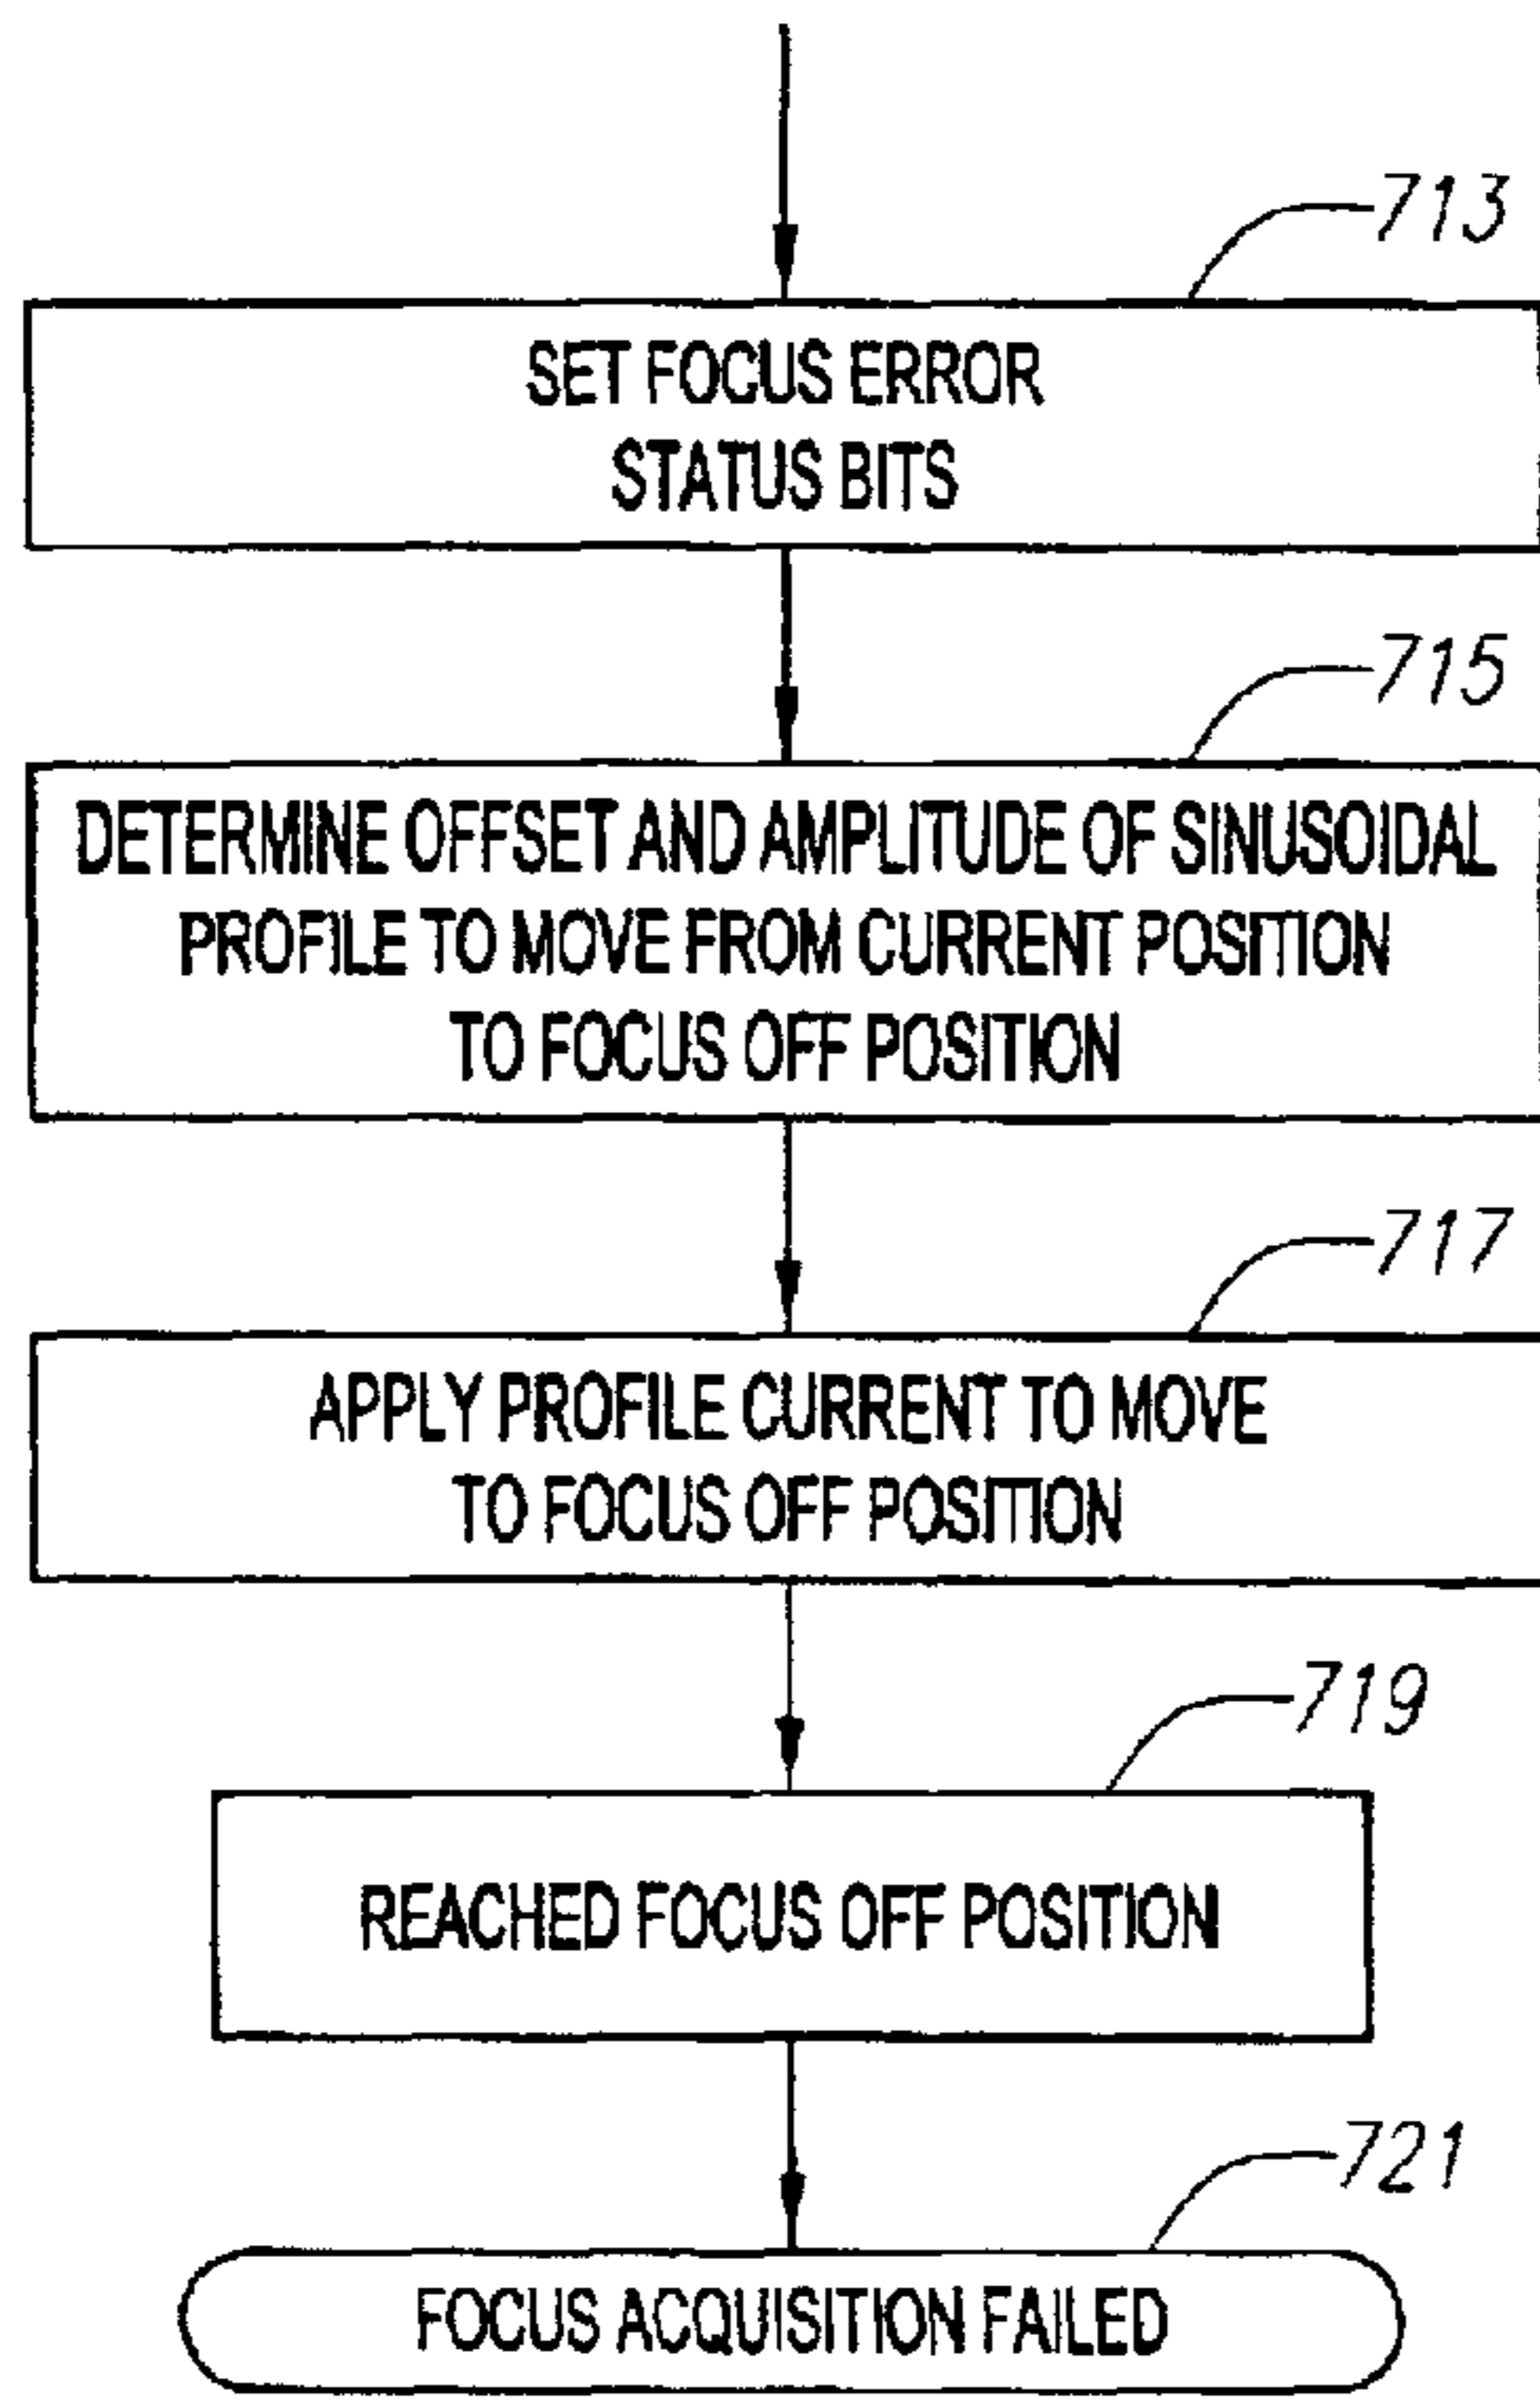 713
SET FOCUS ERROR
STATUS BITS
715
DETERMINE OFFSET AND AMPLITUDE OF SINUSOIDAL
PROFILE TO MOVE FROM CURRENT POSITION
TO FOCUS OFF POSITION
717
APPLY PROFILE CURRENT TO MOVE
TO FOCUS OFF POSITION
719
REACHED FOCUS OFF POSITION
721
FOCUS ACQUISITION FAILED